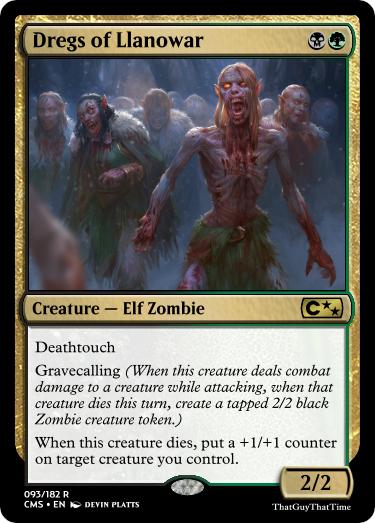 Dregs of Llanowar
Creature — Elf Zombie
C
Deathtouch
Gravecalling (When this creature deals combat
damage to a creature while attacking, when that
creature dies this turn, create a tapped 2/2 black
Zombie creature token.)
When this creature dies, put a +1/+1 counter
on target creature you control.
2/2
093/182 R
CMS • EN DEVIN PLATTS
ThatGuyThatTime